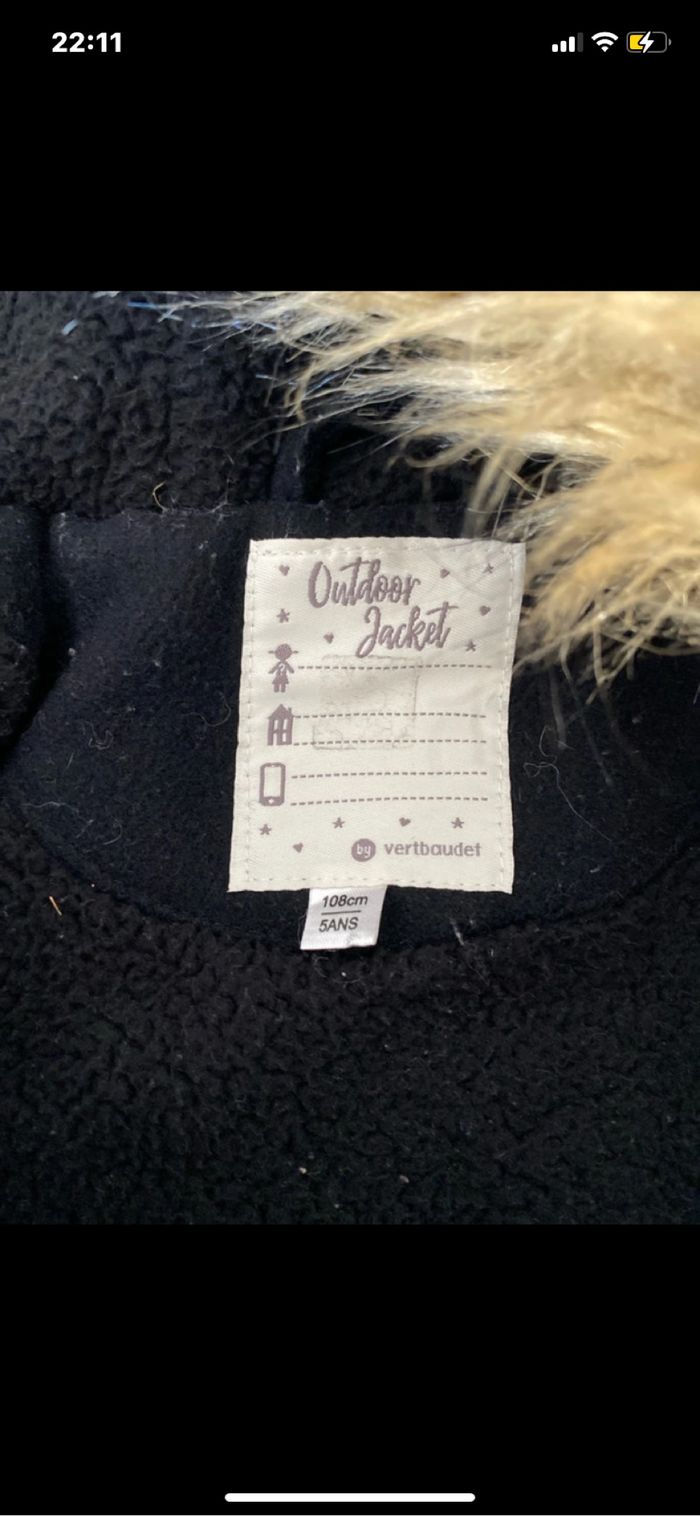 22:11
Outdoor
Jacket
by vertbaudet
108cm
5ANS